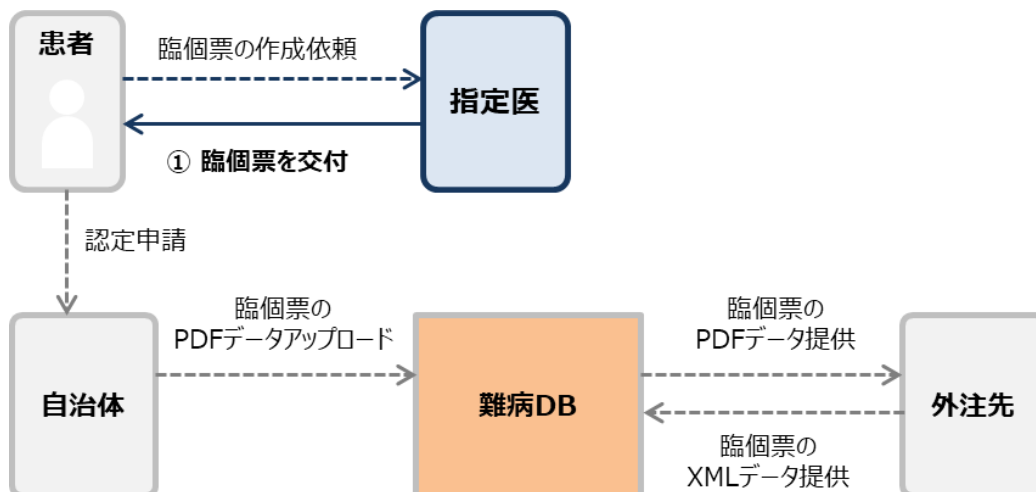 患者
臨個票の作成依頼
指定医
① 臨個票を交付
認定申請
臨個票の
PDFデータアップロード
臨個票の
PDFデータ提供
自治体
難病DB
外注先
臨個票の
XMLデータ提供